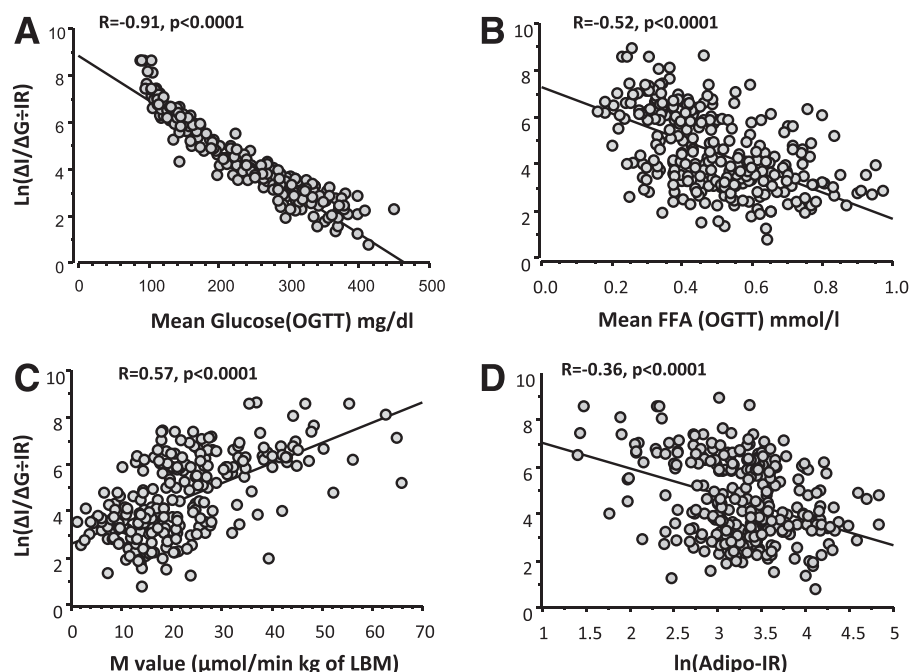 A
R=-0.91, p<0.0001
10
8
6
4
2
0
Ln(ΔI/ΔG÷IR)
0 100 200 300 400 500
Mean Glucose(OGTT) mg/dl
B
R=-0.52, p<0.0001
10
8
6
4
2
0
0.0 0.2 0.4 0.6 0.8 1.0
Mean FFA (OGTT) mmol/l
C
R=0.57, p<0.0001
10
8
6
4
2
0
Ln(ΔI/ΔG÷IR)
0 10 20 30 40 50 60 70
M value (μmol/min kg of LBM)
D
R=-0.36, p<0.0001
10
8
6
4
2
0
1 1.5 2 2.5 3 3.5 4 4.5 5
ln(Adipo-IR)